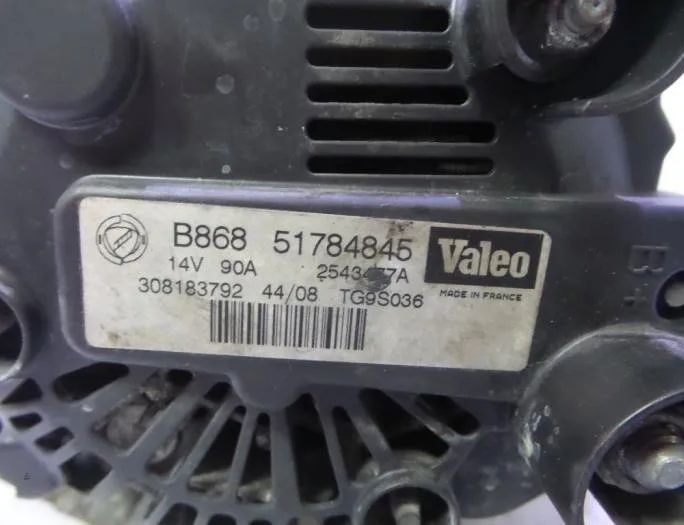 B868 51784845
14V 90A
308183792 44/08 TG9S036
Valeo
MADE IN FRANCE
B+